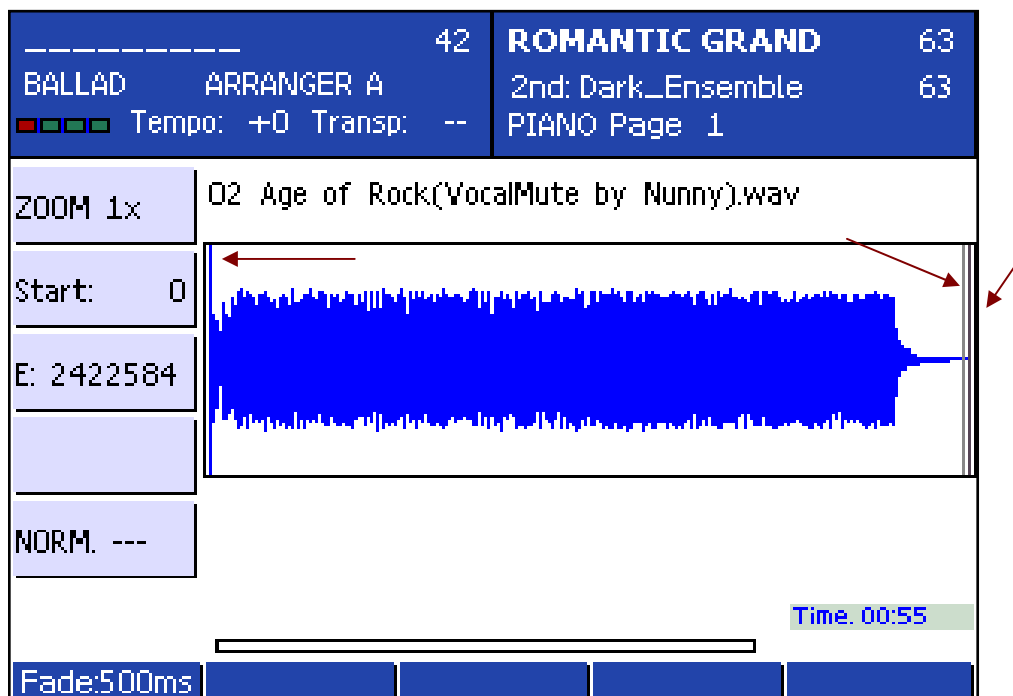 _________ 42
BALLAD ARRANGER A
Tempo: +0 Transp: --
ROMANTIC GRAND 63
2nd: Dark_Ensemble 63
PIANO Page 1
ZOOM 1x
02 Age of Rock(VocalMute by Nunny).wav
Start: 0
E: 2422584
NORM. ---
Time. 00:55
Fade:500ms